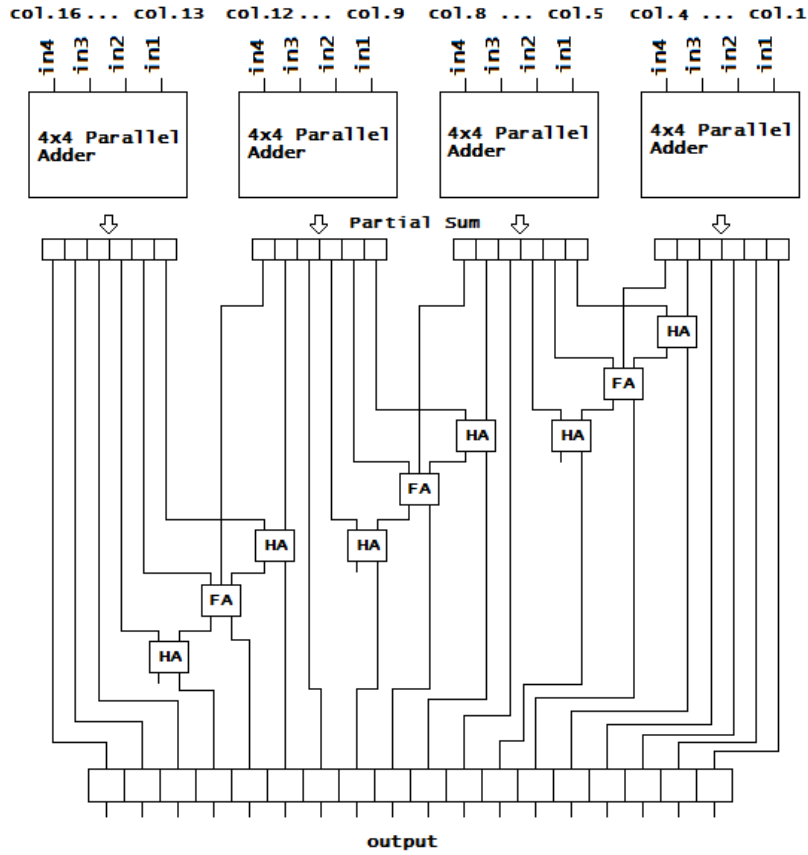 col.16 ... col.13 col.12 ... col.9 col.8 ... col.5 col.4 ... col.1
in4 in3 in2 in1 in4 in3 in2 in1 in4 in3 in2 in1 in4 in3 in2 in1
4x4 Parallel
Adder
4x4 Parallel
Adder
4x4 Parallel
Adder
4x4 Parallel
Adder
Partial Sum
HA
FA
HA
HA
FA
HA
HA
FA
HA
output